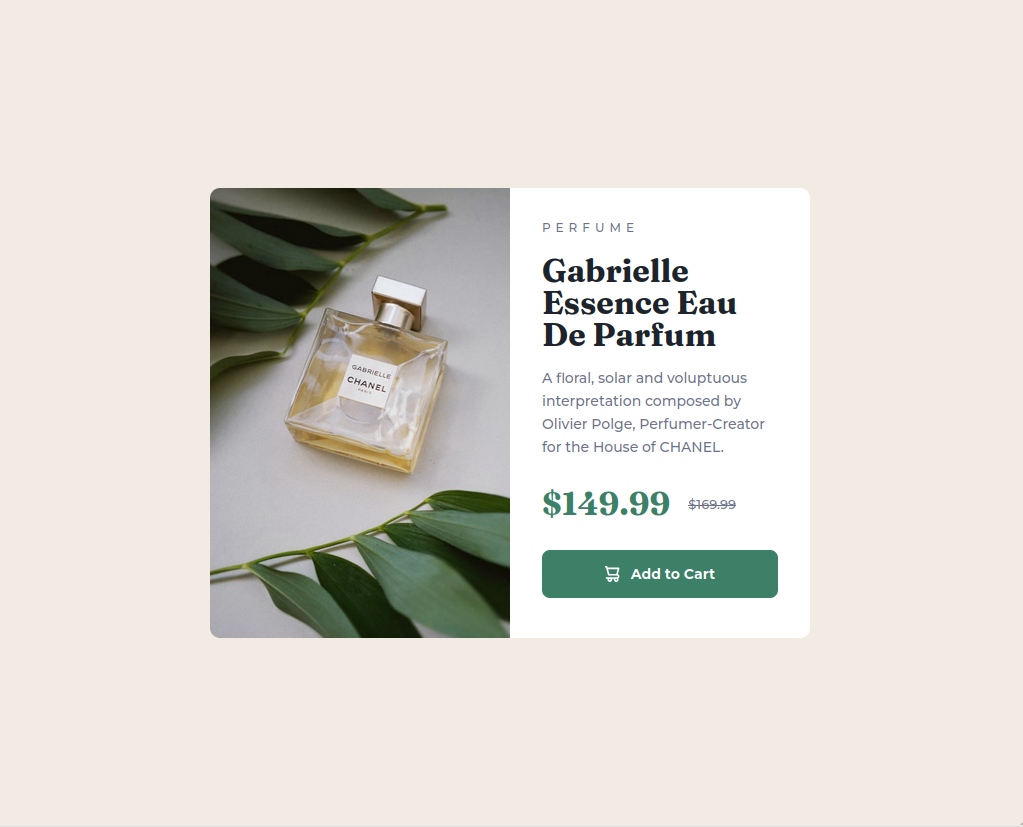 GABRIELLE
CHANEL
PARIS
PERFUME
Gabrielle
Essence Eau
De Parfum
A floral, solar and voluptuous
interpretation composed by
Olivier Polge, Perfumer-Creator
for the House of CHANEL.
$149.99 $169.99
Add to Cart